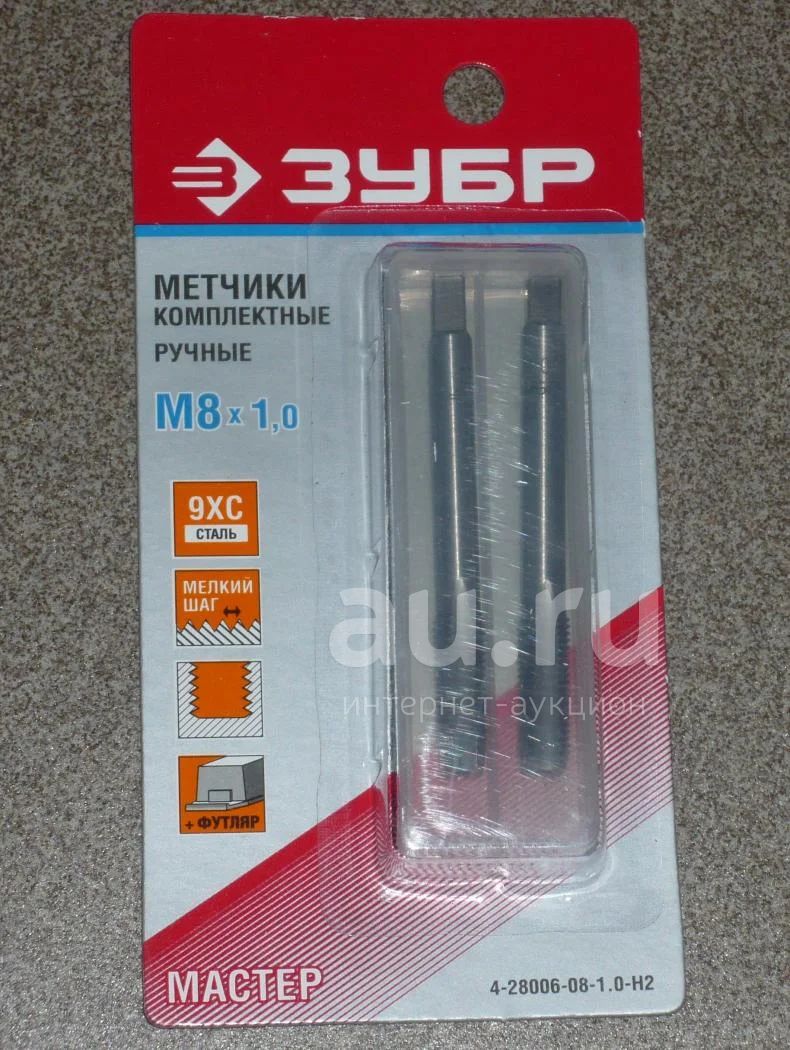 ЗУБР
МЕТЧИКИ
КОМПЛЕКТНЫЕ
РУЧНЫЕ
М8 x 1,0
9ХС
СТАЛЬ
МЕЛКИЙ
ШАГ
+ ФУТЛЯР
au.ru
интернет-аукцион
МАСТЕР
4-28006-08-1.0-H2